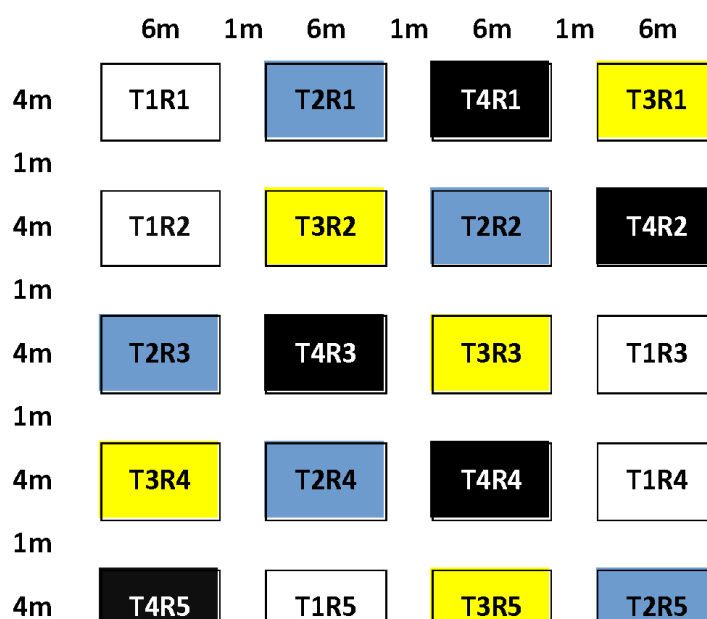 6m 1m 6m 1m 6m 1m 6m
4m T1R1 T2R1 T4R1 T3R1
1m
4m T1R2 T3R2 T2R2 T4R2
1m
4m T2R3 T4R3 T3R3 T1R3
1m
4m T3R4 T2R4 T4R4 T1R4
1m
4m T4R5 T1R5 T3R5 T2R5